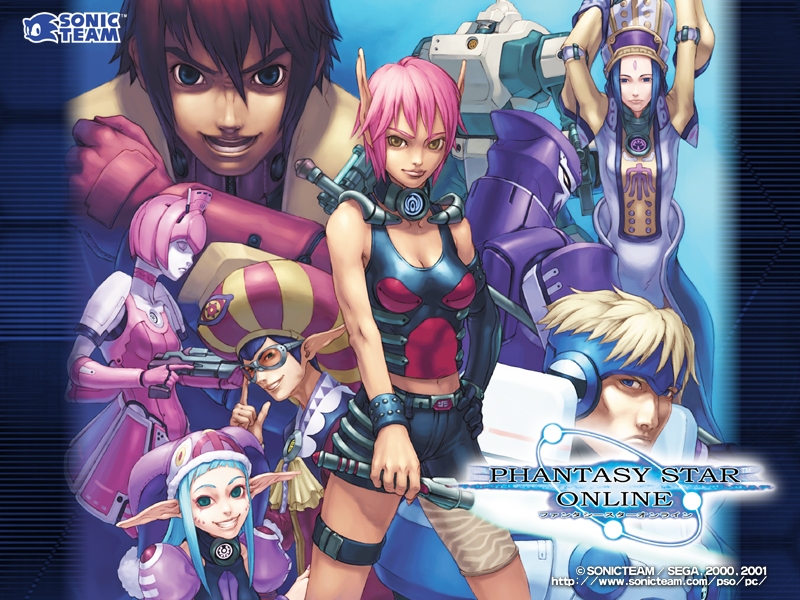 SONIC
TEAM™
PHANTASY STAR
ONLINE
ファンタシースターオンライン
© SONICTEAM / SEGA, 2000, 2001
http://www.sonicteam.com/pso/pc/